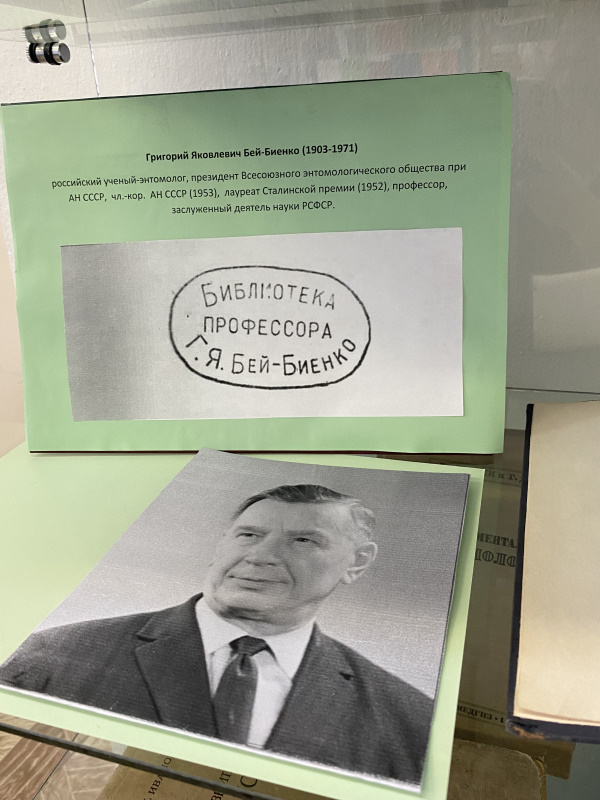 Григорий Яковлевич Бей-Биенко (1903-1971)
российский ученый-энтомолог, президент Всесоюзного энтомологического общества при
АН СССР, чл.-кор. АН СССР (1953), лауреат Сталинской премии (1952), профессор,
заслуженный деятель науки РСФСР.
БИБЛИОТЕКА
ПРОФЕССОРА
Г.Я. БЕЙ-БИЕНКО